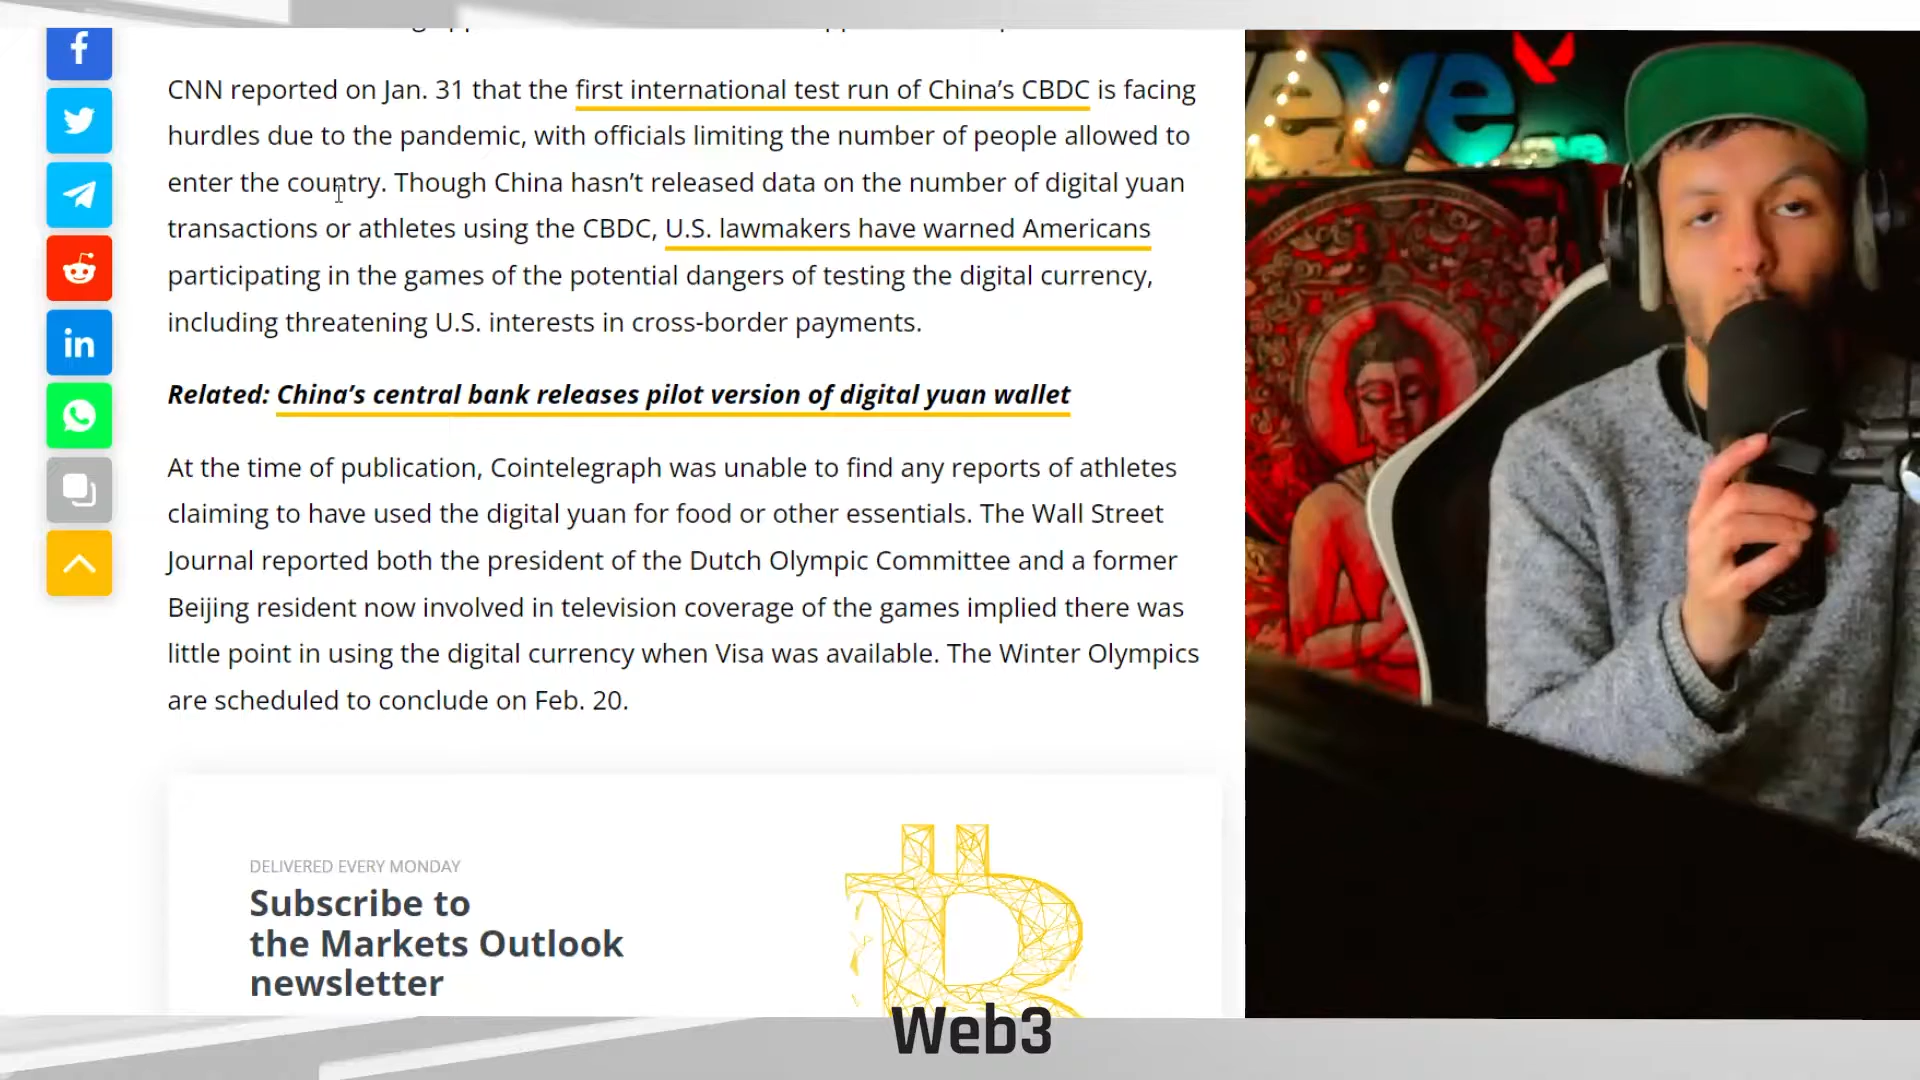 CNN reported on Jan. 31 that the first international test run of China’s CBDC is facing
hurdles due to the pandemic, with officials limiting the number of people allowed to
enter the country. Though China hasn’t released data on the number of digital yuan
transactions or athletes using the CBDC, U.S. lawmakers have warned Americans
participating in the games of the potential dangers of testing the digital currency,
including threatening U.S. interests in cross-border payments.
Related: China’s central bank releases pilot version of digital yuan wallet
At the time of publication, Cointelegraph was unable to find any reports of athletes
claiming to have used the digital yuan for food or other essentials. The Wall Street
Journal reported both the president of the Dutch Olympic Committee and a former
Beijing resident now involved in television coverage of the games implied there was
little point in using the digital currency when Visa was available. The Winter Olympics
are scheduled to conclude on Feb. 20.
DELIVERED EVERY MONDAY
Subscribe to
the Markets Outlook
newsletter
Web3